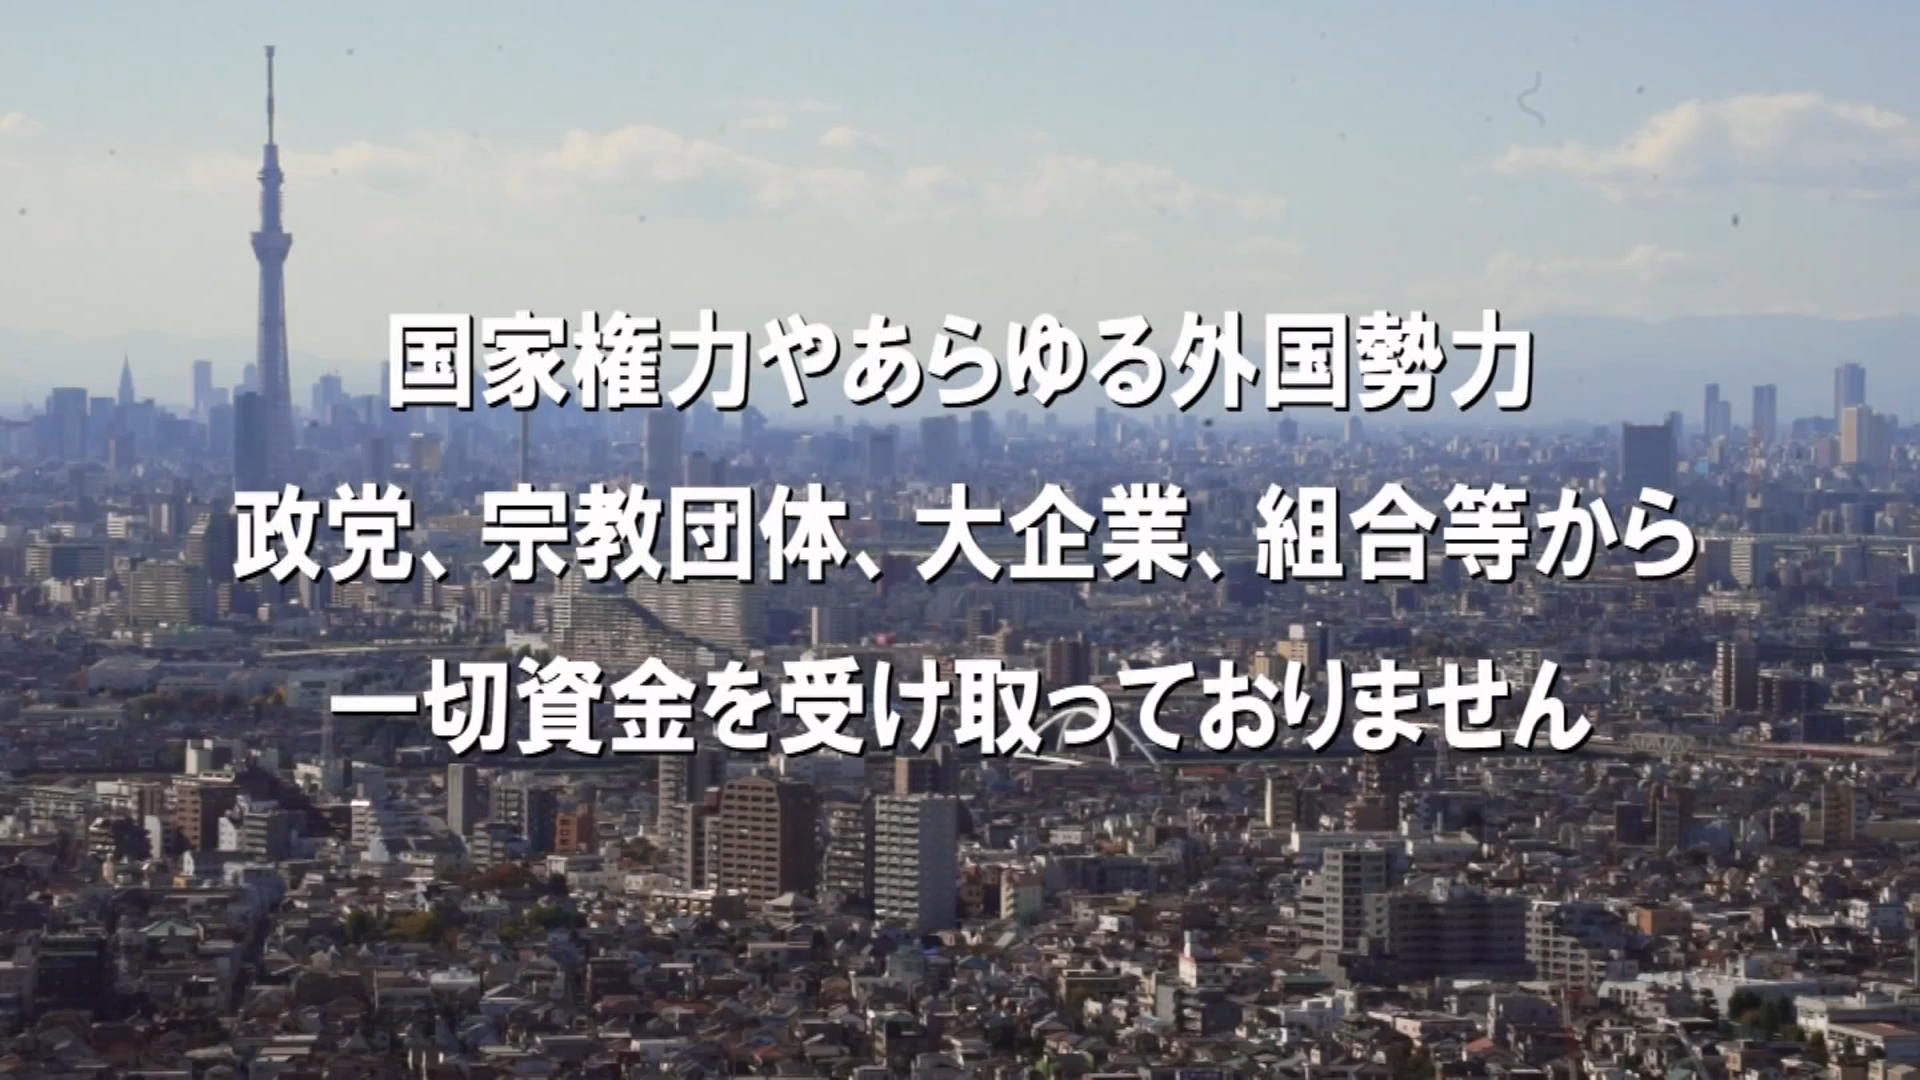 国家権力やあらゆる外国勢力
政党、宗教団体、大企業、組合等から
一切資金を受け取っておりません